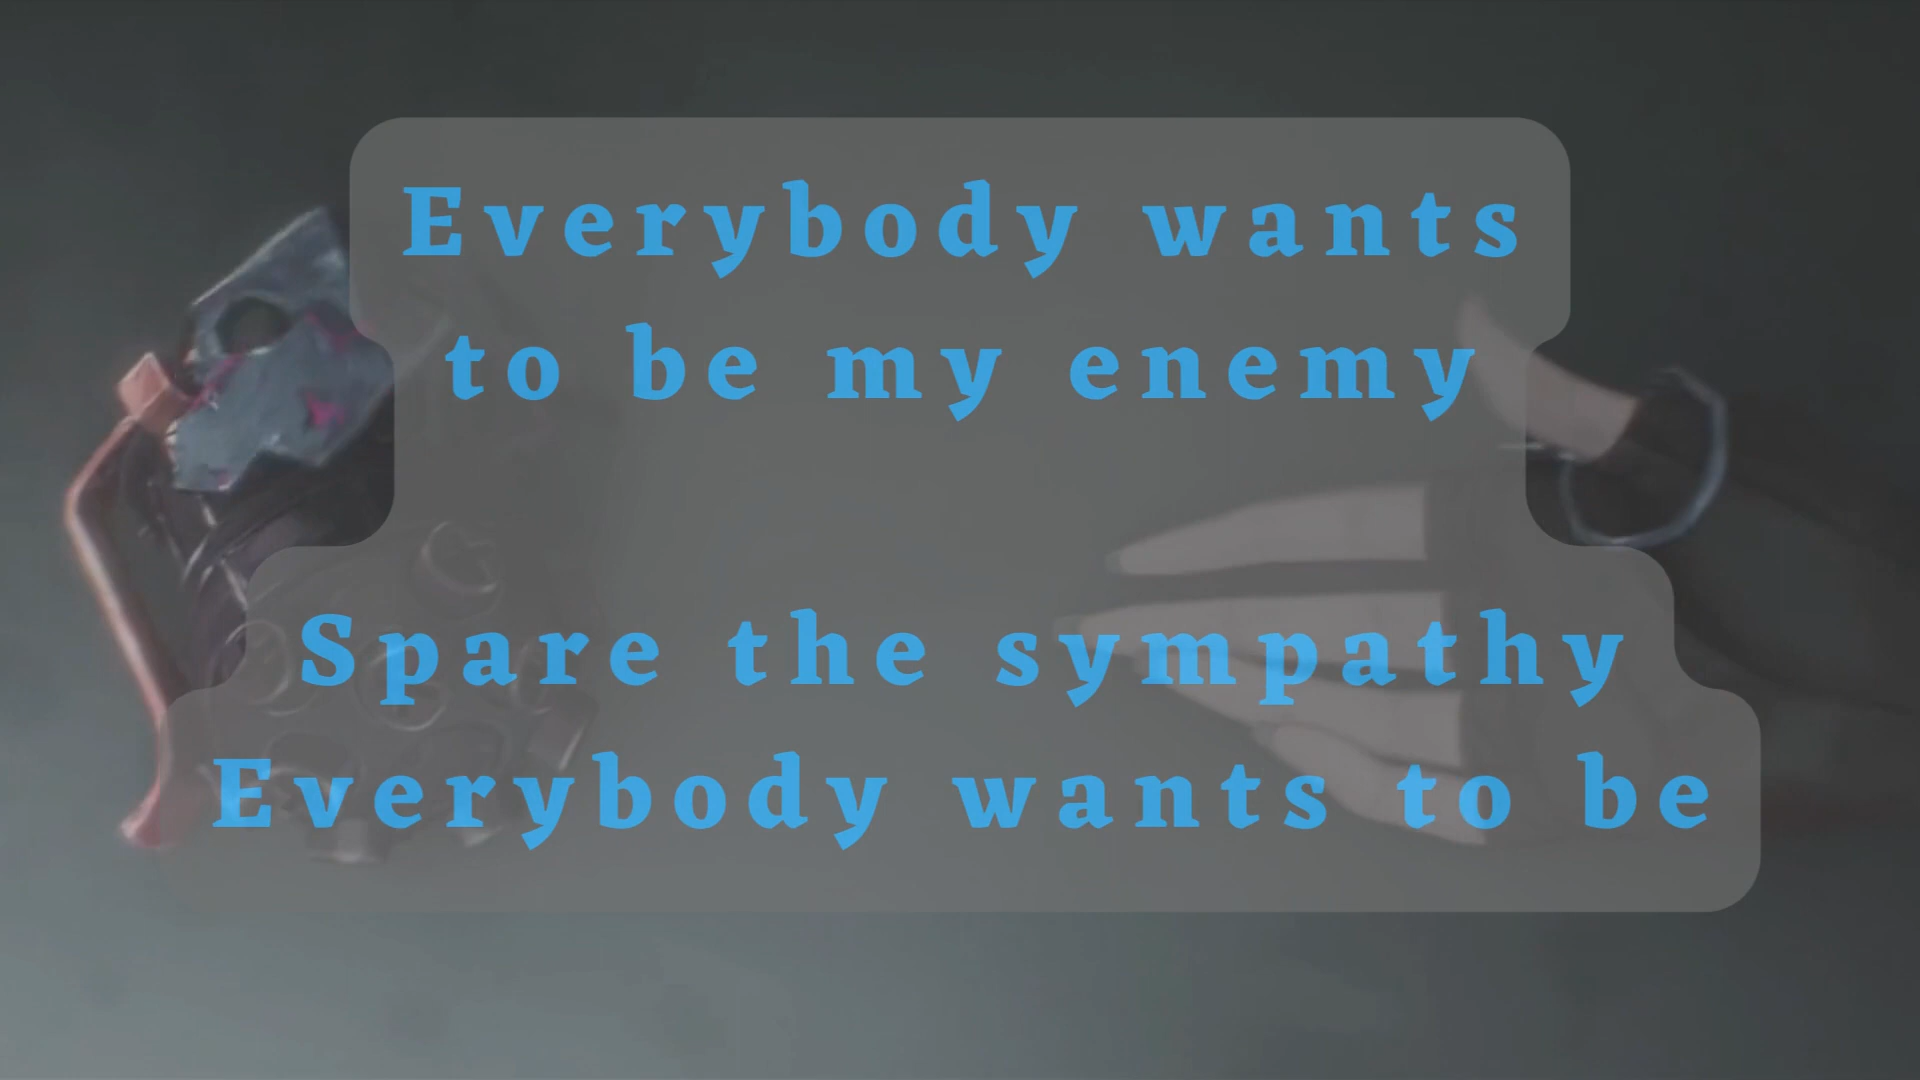 Everybody wants
to be my enemy
Spare the sympathy
Everybody wants to be